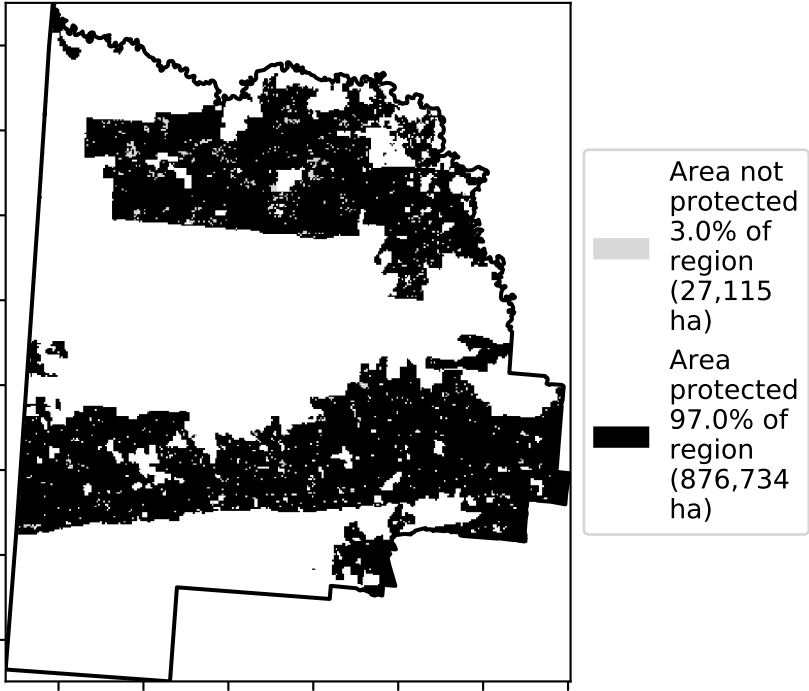 Area not
protected
3.0% of
region
(27,115
ha)
Area
protected
97.0% of
region
(876,734
ha)